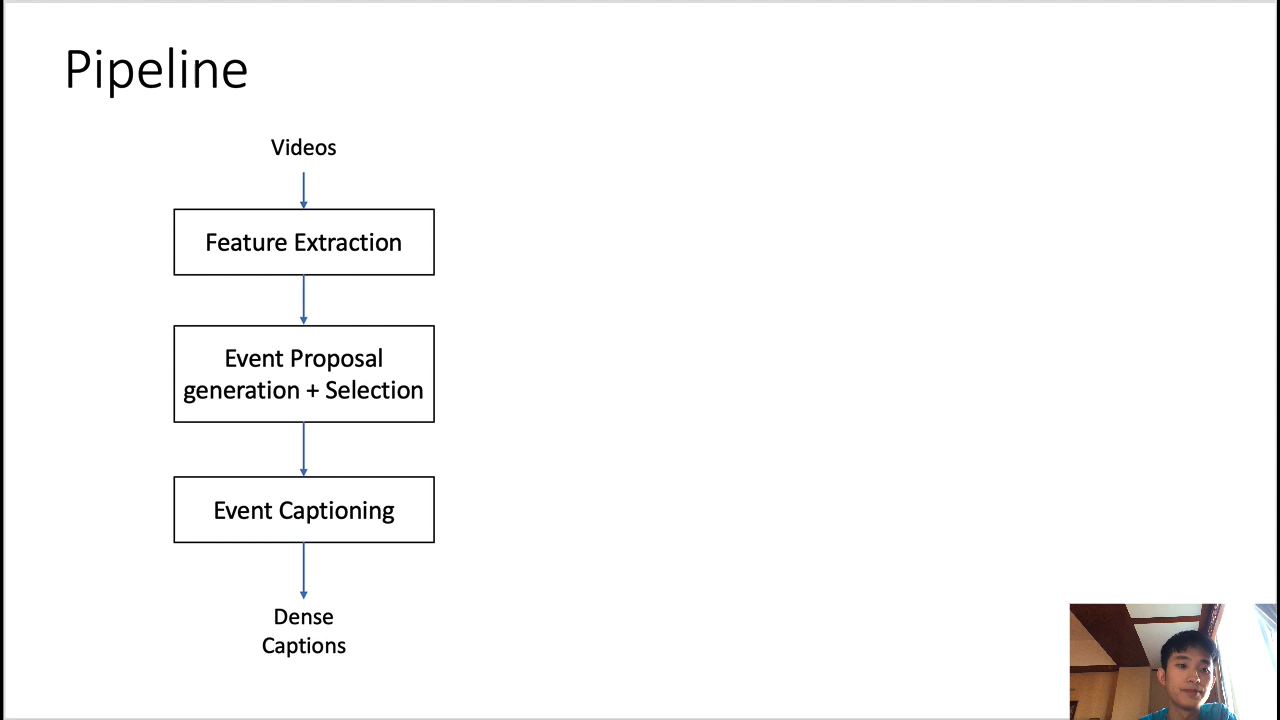 Pipeline
Videos
Feature Extraction
Event Proposal
generation + Selection
Event Captioning
Dense
Captions